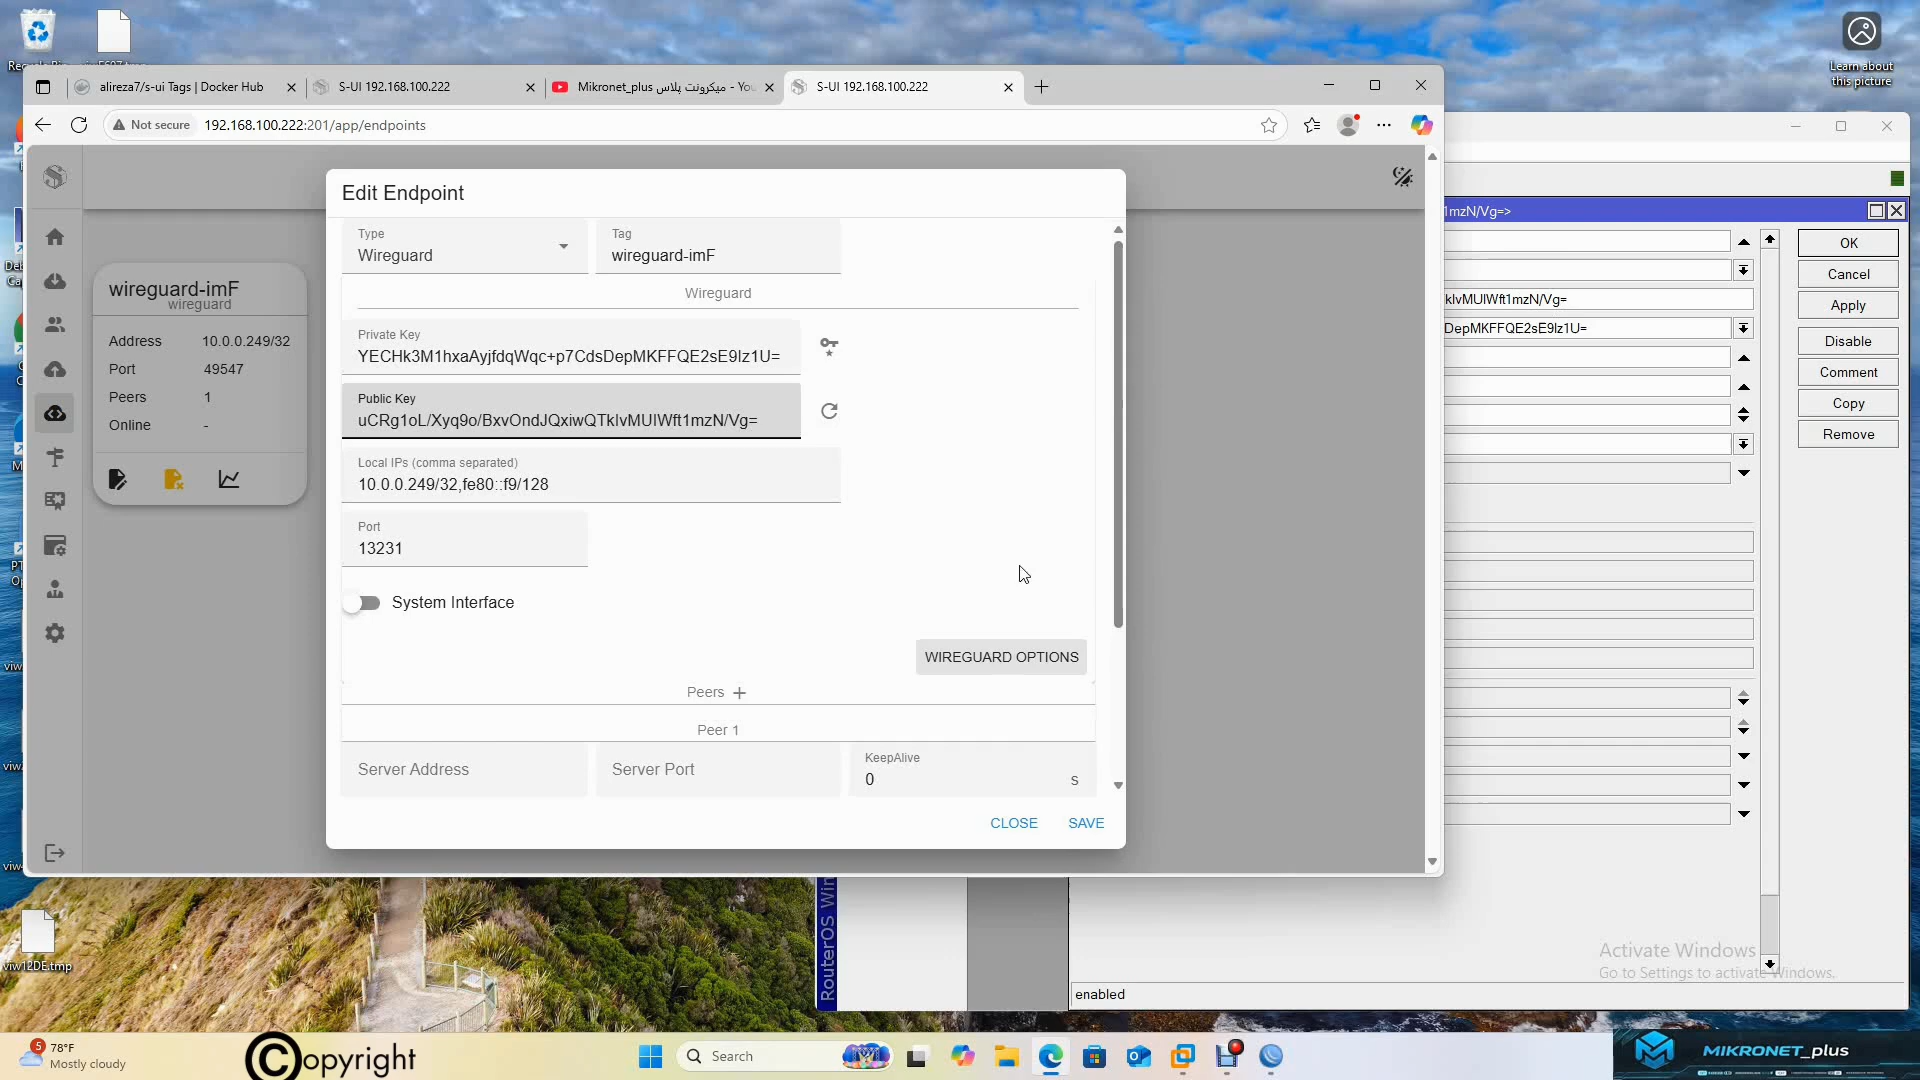 Learn about
this picture
alireza7/s-ui Tags | Docker Hub
S-UI 192.168.100.222
Mikronet_plus میکرونت پلاس - You
S-UI 192.168.100.222
Not secure
192.168.100.222:201/app/endpoints
wireguard-imF
wireguard
Address 10.0.0.249/32
Port 49547
Peers 1
Online -
Edit Endpoint
Type
Wireguard
Tag
wireguard-imF
Wireguard
Private Key
YECHk3M1hxaAyjfdqWqc+p7CdsDepMKFFQE2sE9Iz1U=
Public Key
uCRg1oL/Xyq9o/BxvOndJQxiwQTkIvMUIWft1mzN/Vg=
Local IPs (comma separated)
10.0.0.249/32,fe80::f9/128
Port
13231
System Interface
WIREGUARD OPTIONS
Peers +
Peer 1
Server Address
Server Port
KeepAlive
0 s
CLOSE
SAVE
1mzN/Vg=>
kIvMUIWft1mzN/Vg=
DepMKFFQE2sE9Iz1U=
OK
Cancel
Apply
Disable
Comment
Copy
Remove
RouterOS Win
enabled
Activate Windows
Go to Settings to activate Windows.
viw12DE.tmp
5
78°F
Mostly cloudy
Copyright
Search
MIKRONET_plus